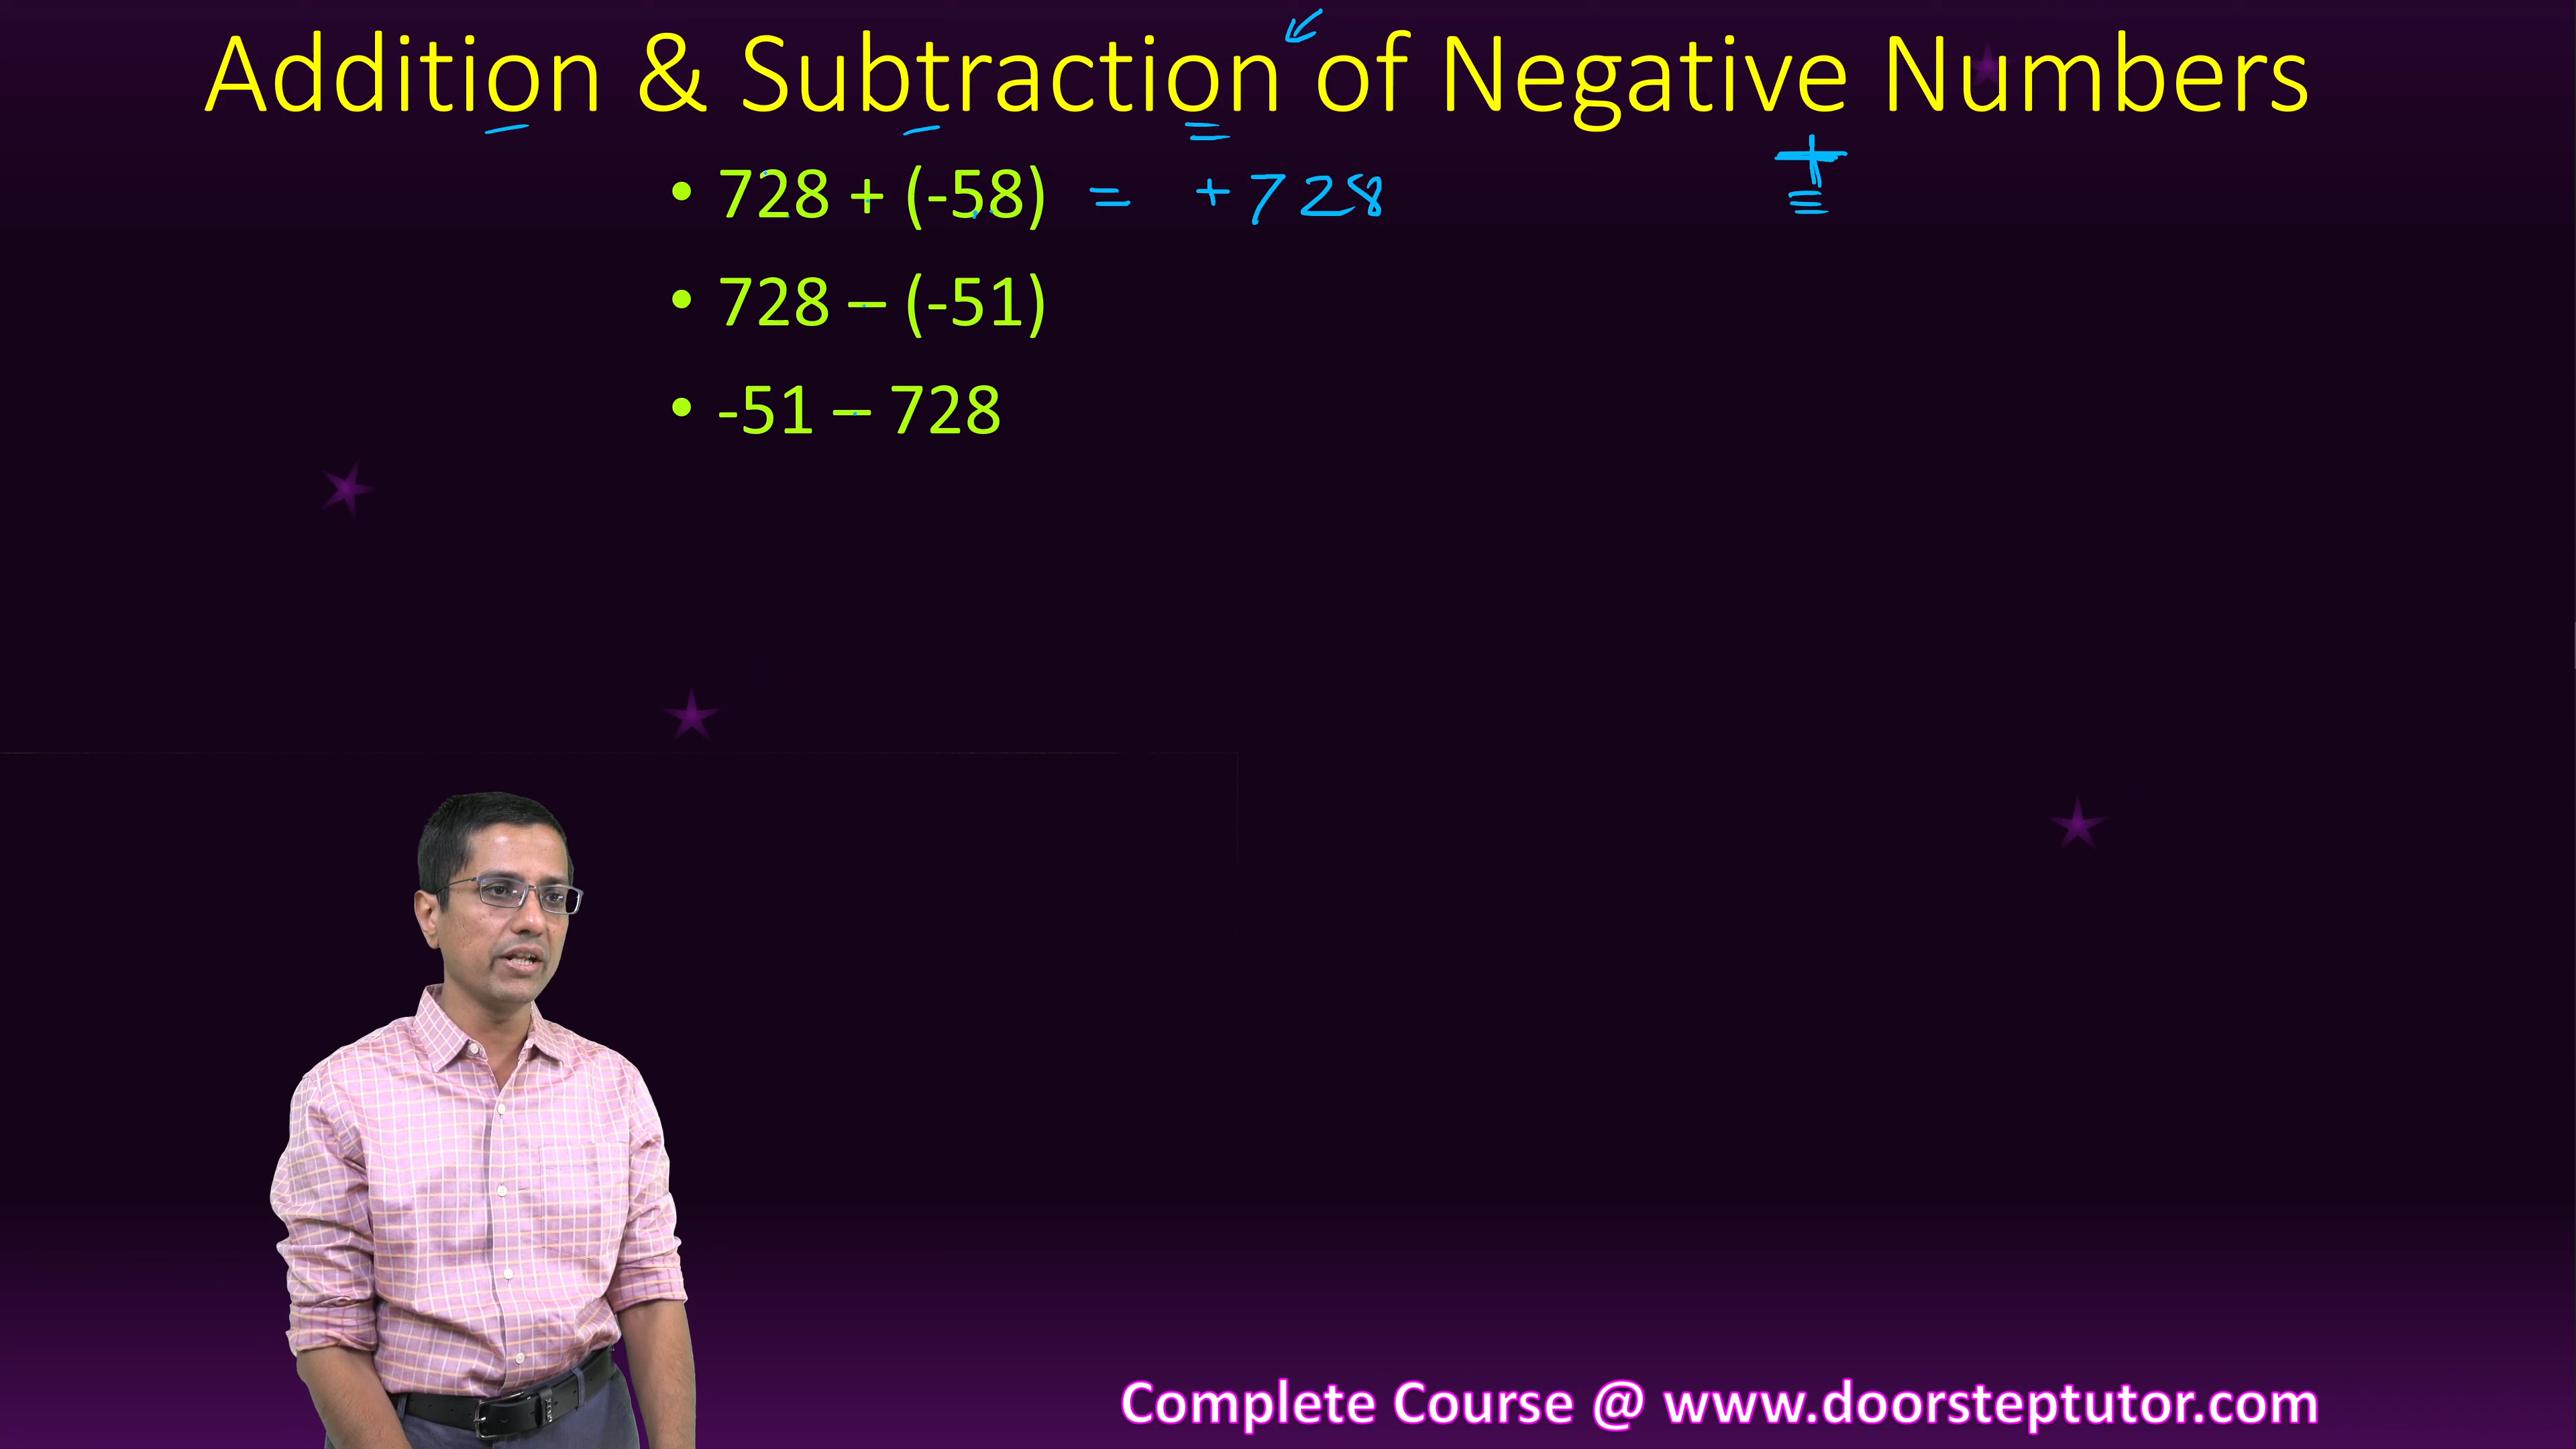 Addition & Subtraction of Negative Numbers
• 728 + (-58) = +728
• 728 – (-51)
• -51 – 728
Complete Course @ www.doorsteptutor.com